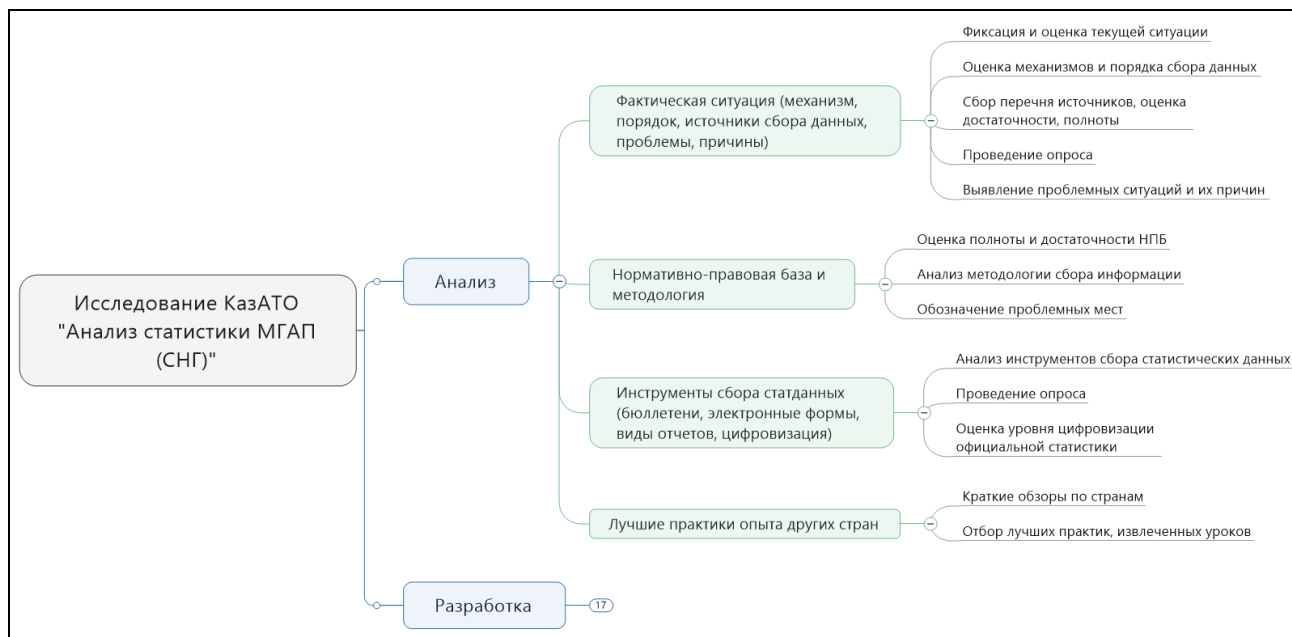 Исследование КазАТО
"Анализ статистики МГАП
(СНГ)"
Анализ
Фактическая ситуация (механизм,
порядок, источники сбора данных,
проблемы, причины)
Фиксация и оценка текущей ситуации
Оценка механизмов и порядка сбора данных
Сбор перечня источников, оценка
достаточности, полноты
Проведение опроса
Выявление проблемных ситуаций и их причин
Нормативно-правовая база и
методология
Оценка полноты и достаточности НПБ
Анализ методологии сбора информации
Обозначение проблемных мест
Инструменты сбора статданных
(бюллетени, электронные формы,
виды отчетов, цифровизация)
Анализ инструментов сбора статистических данных
Проведение опроса
Оценка уровня цифровизации
официальной статистики
Лучшие практики опыта других стран
Краткие обзоры по странам
Отбор лучших практик, извлеченных уроков
Разработка
17